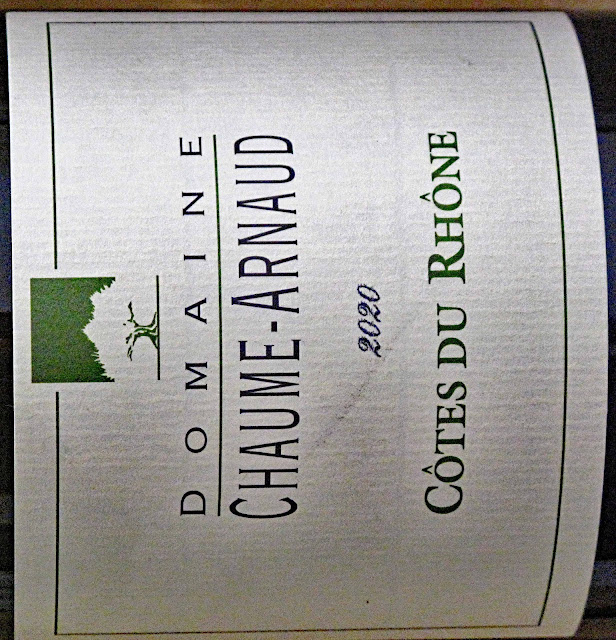 DOMAINE
CHAUME-ARNAUD
2020
CÔTES DU RHÔNE